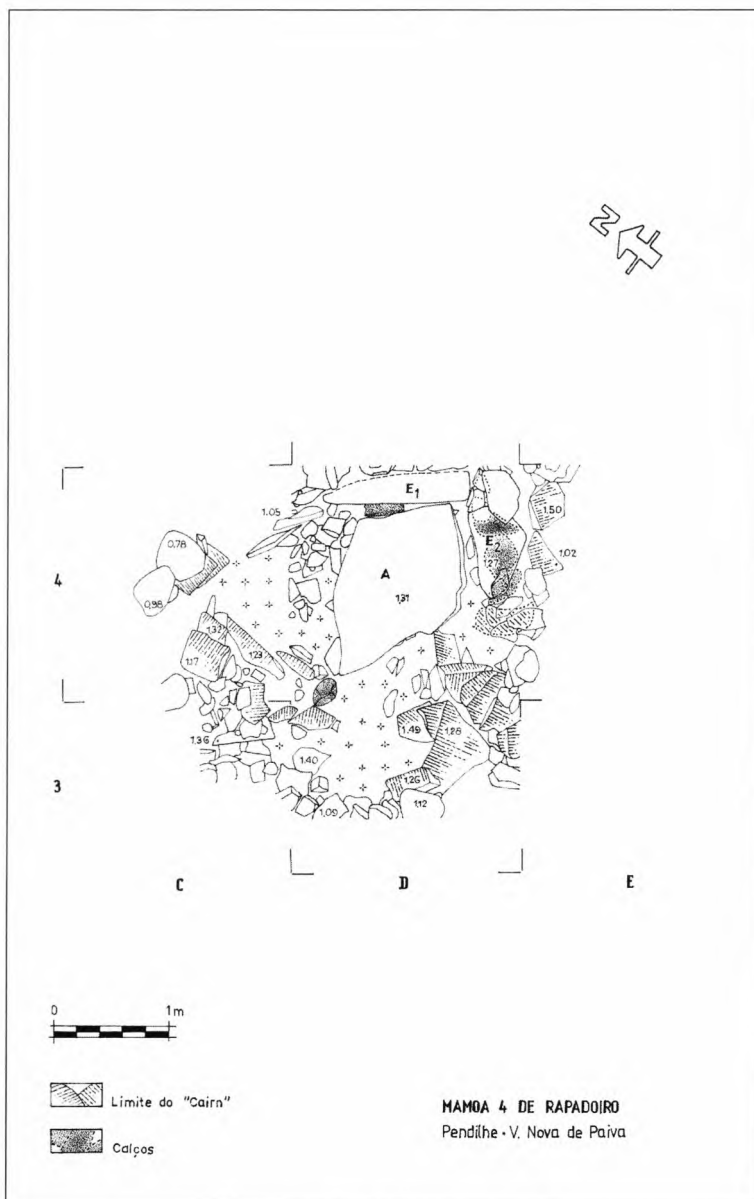 N
E₁
1.05
1.50
0.78
E₂
1.27
1.02
A
4
1.31
0.98
1.32
1.23
1.17
1.49
1.28
1.36
1.40
3
1.26
1.12
1.09
C
D
E
0
1m
Limite do "Cairn"
MAMOA 4 DE RAPADOIRO
Pendilhe • V. Nova de Paiva
Calços